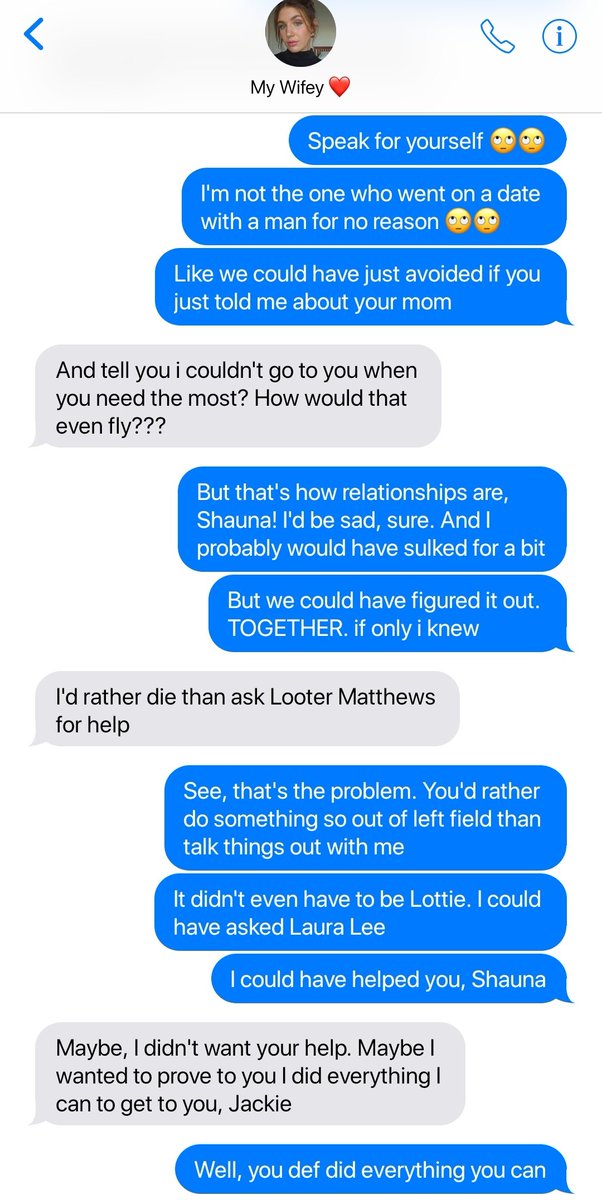 My Wifey ❤️
Speak for yourself 🙄🙄
I'm not the one who went on a date
with a man for no reason 🙄🙄
Like we could have just avoided if you
just told me about your mom
And tell you i couldn't go to you when
you need the most? How would that
even fly???
But that's how relationships are,
Shauna! I'd be sad, sure. And I
probably would have sulked for a bit
But we could have figured it out.
TOGETHER. if only i knew
I'd rather die than ask Looter Matthews
for help
See, that's the problem. You'd rather
do something so out of left field than
talk things out with me
It didn't even have to be Lottie. I could
have asked Laura Lee
I could have helped you, Shauna
Maybe, I didn't want your help. Maybe I
wanted to prove to you I did everything I
can to get to you, Jackie
Well, you def did everything you can